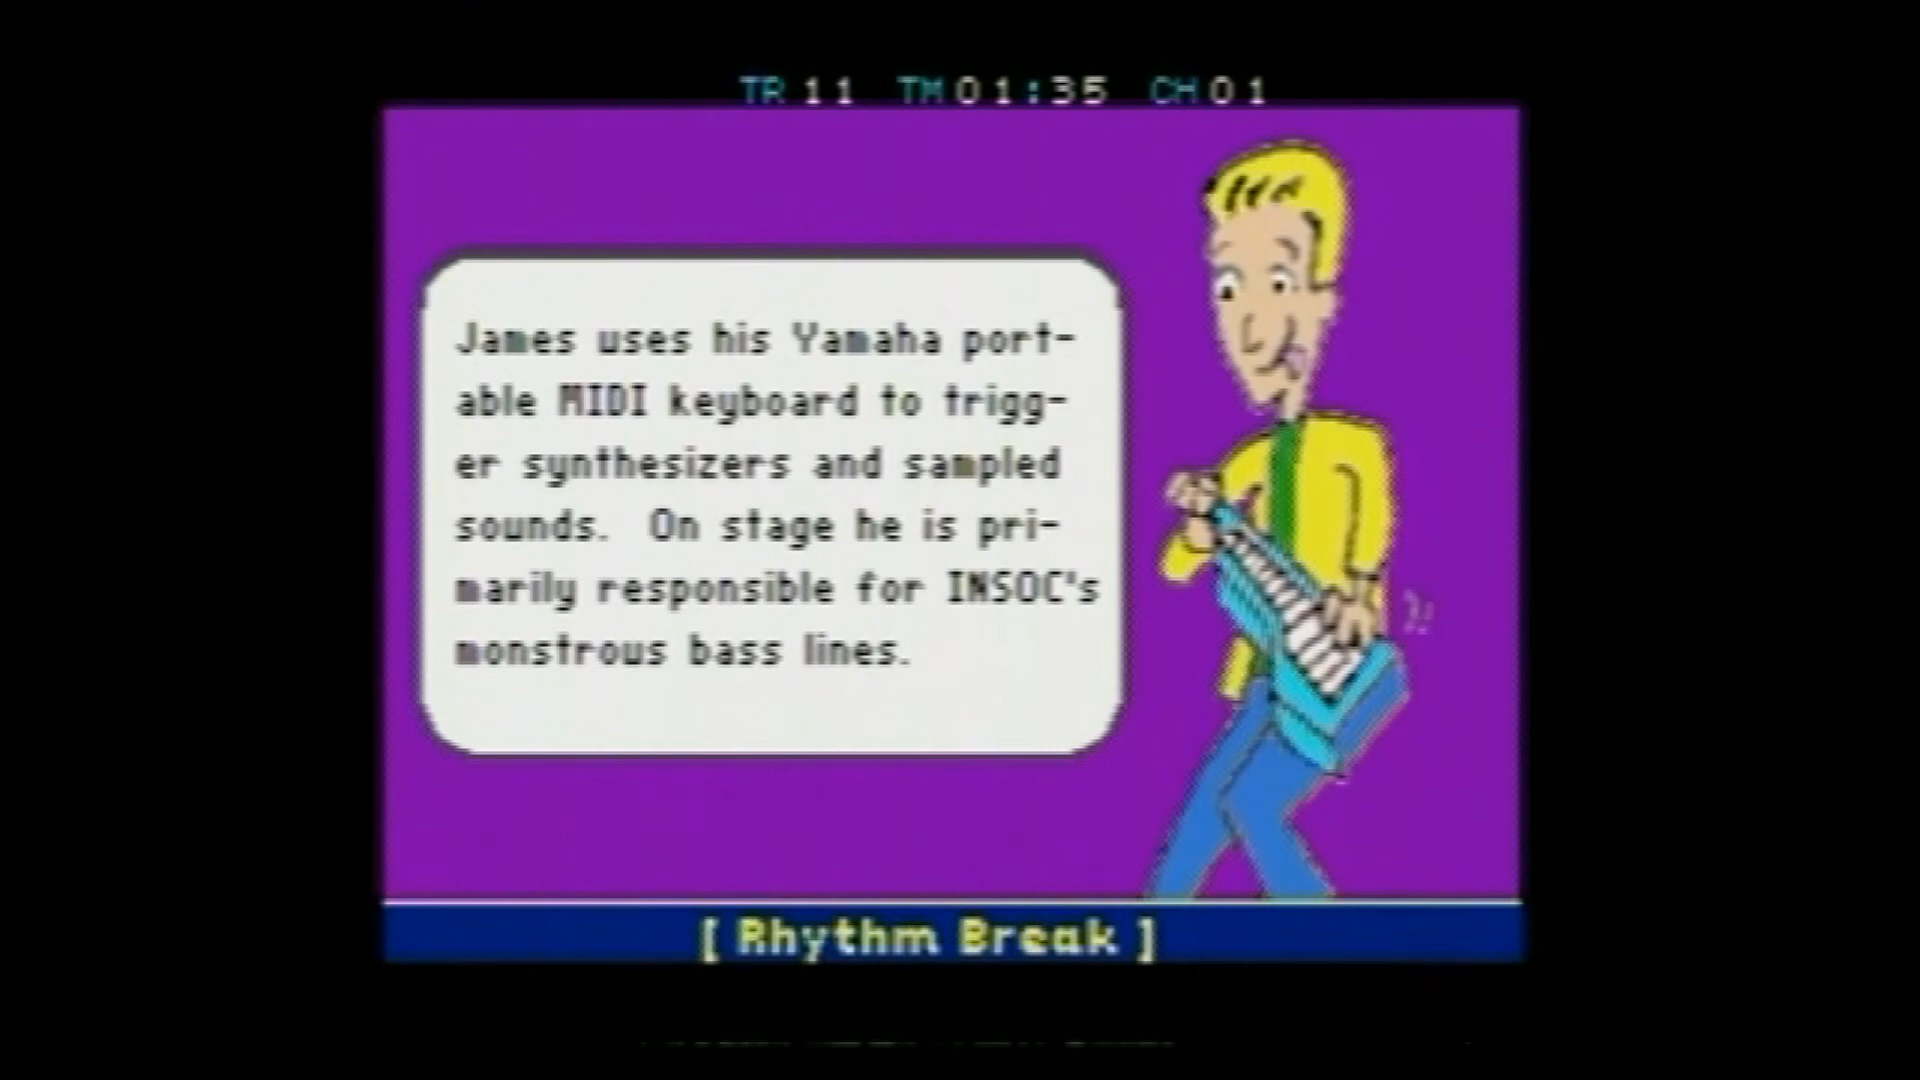 TR 11 TM 01:35 CH 01
James uses his Yamaha port-
able MIDI keyboard to trigg-
er synthesizers and sampled
sounds. On stage he is pri-
marily responsible for INSOC's
monstrous bass lines.
[ Rhythm Break ]